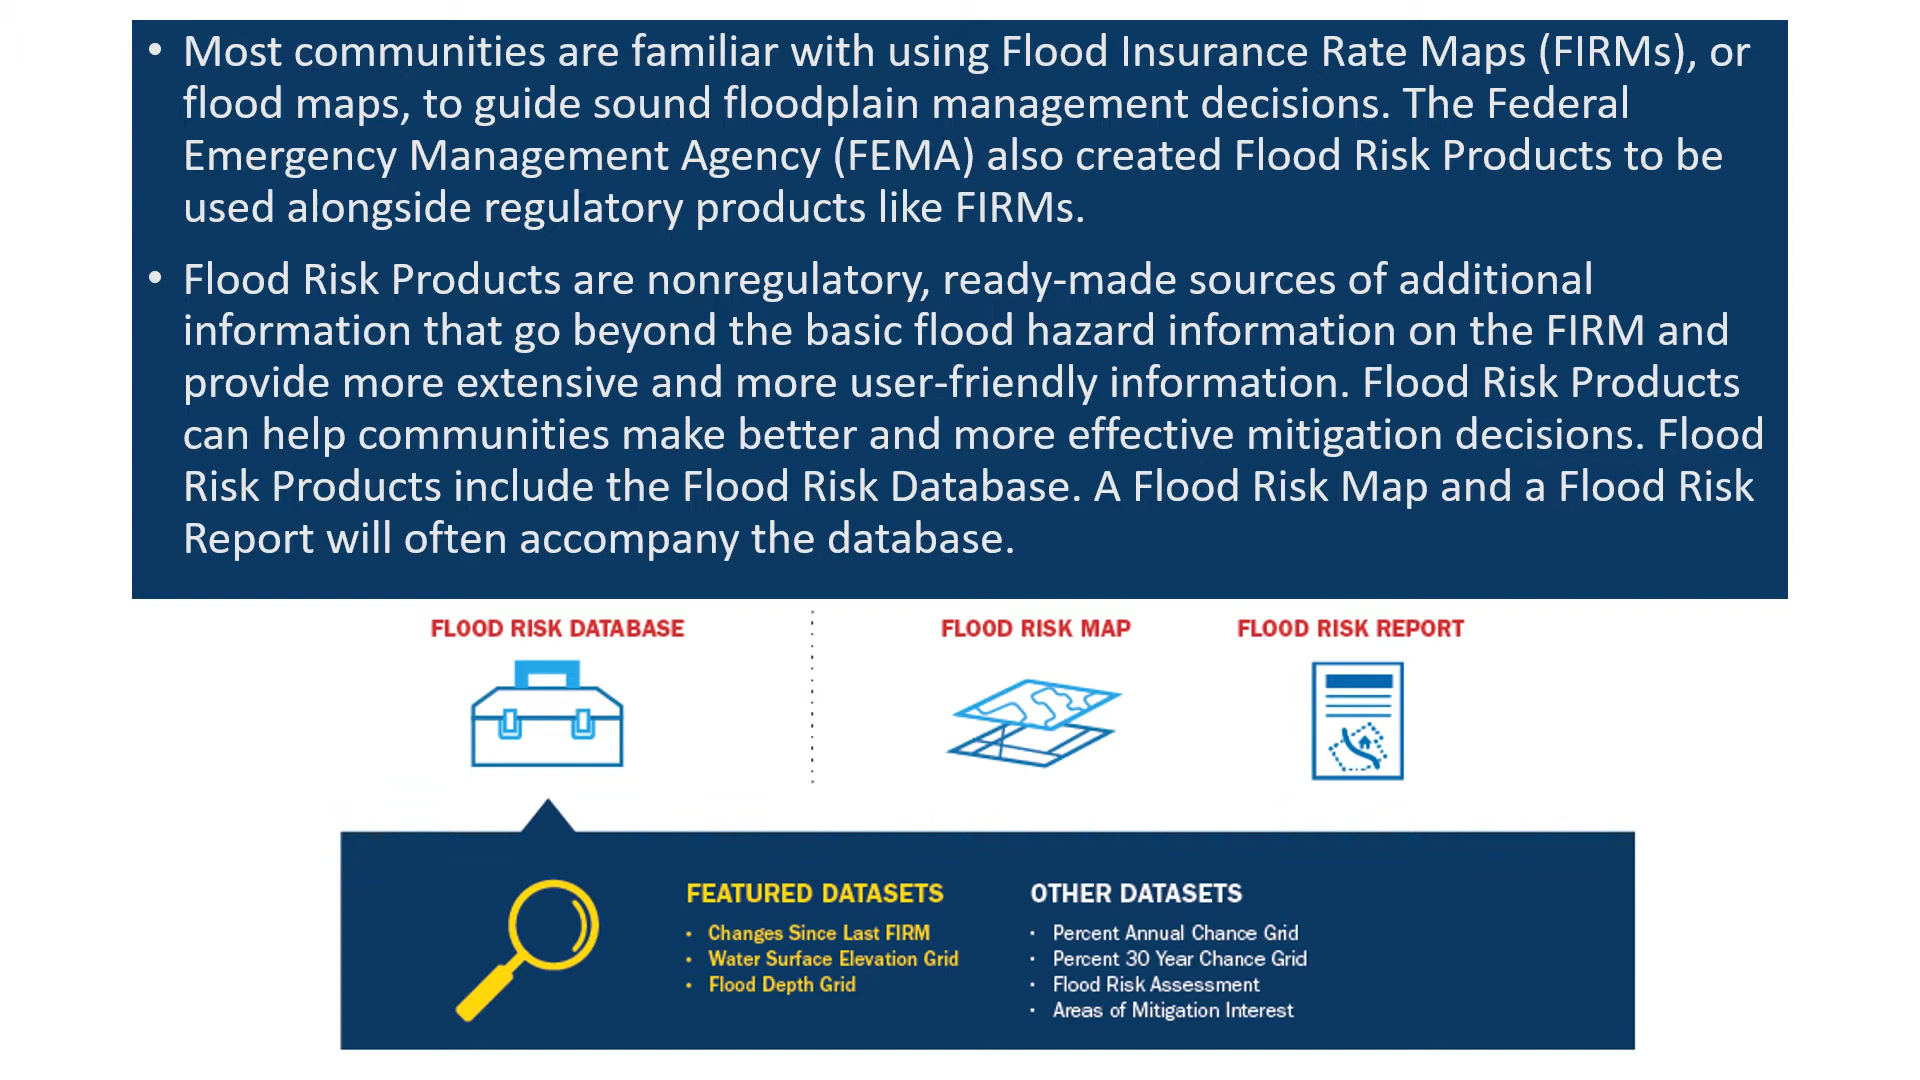 • Most communities are familiar with using Flood Insurance Rate Maps (FIRMs), or
flood maps, to guide sound floodplain management decisions. The Federal
Emergency Management Agency (FEMA) also created Flood Risk Products to be
used alongside regulatory products like FIRMs.
• Flood Risk Products are nonregulatory, ready-made sources of additional
information that go beyond the basic flood hazard information on the FIRM and
provide more extensive and more user-friendly information. Flood Risk Products
can help communities make better and more effective mitigation decisions. Flood
Risk Products include the Flood Risk Database. A Flood Risk Map and a Flood Risk
Report will often accompany the database.
FLOOD RISK DATABASE
FLOOD RISK MAP
FLOOD RISK REPORT
FEATURED DATASETS
• Changes Since Last FIRM
• Water Surface Elevation Grid
• Flood Depth Grid
OTHER DATASETS
• Percent Annual Chance Grid
• Percent 30 Year Chance Grid
• Flood Risk Assessment
• Areas of Mitigation Interest